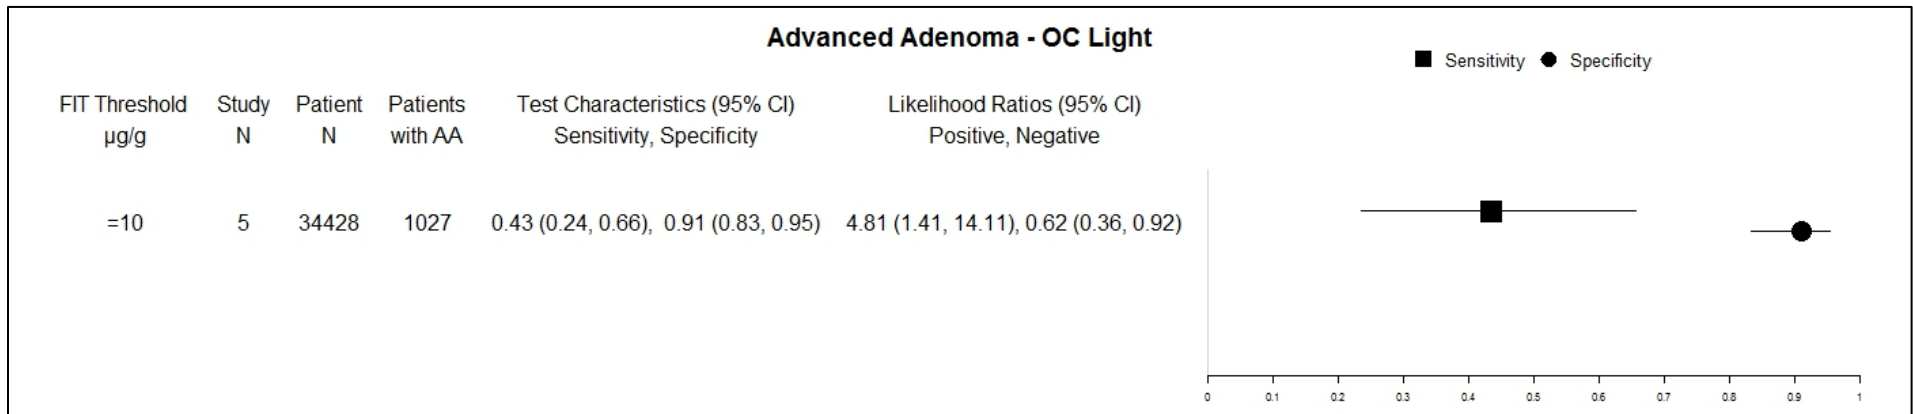 Advanced Adenoma - OC Light
Sensitivity Specificity
FIT Threshold Study Patient Patients Test Characteristics (95% CI) Likelihood Ratios (95% CI)
µg/g N N with AA Sensitivity, Specificity Positive, Negative
=10 5 34428 1027 0.43 (0.24, 0.66), 0.91 (0.83, 0.95) 4.81 (1.41, 14.11), 0.62 (0.36, 0.92)
0 0.1 0.2 0.3 0.4 0.5 0.6 0.7 0.8 0.9 1